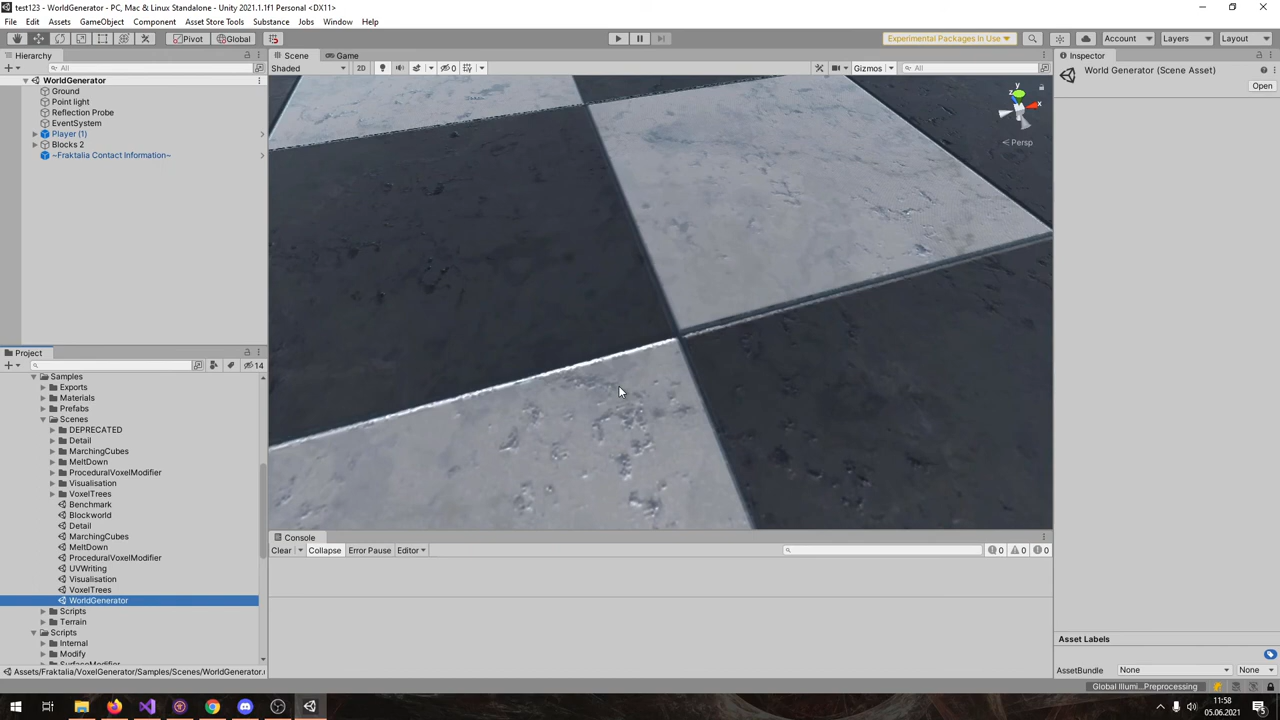 test123 - WorldGenerator - PC, Mac & Linux Standalone - Unity 2021.1.1f1 Personal <DX11>
File Edit Assets GameObject Component Asset Store Tools Substance Jobs Window Help
Pivot Global Experimental Packages In Use Account Layers Layout
Hierarchy Scene Game Inspector
All Shaded 2D 0 Gizmos All
WorldGenerator World Generator (Scene Asset)
Open
Ground
Point light
Reflection Probe
EventSystem
Player (1)
Blocks 2
~Fraktalia Contact Information~
y
z x
Persp
Project
14
Samples
Exports
Materials
Prefabs
Scenes
DEPRECATED
Detail
MarchingCubes
MeltDown
ProceduralVoxelModifier
Visualisation
VoxelTrees
Benchmark
Blockworld
Detail
MarchingCubes
MeltDown
ProceduralVoxelModifier
UVWriting
Visualisation
VoxelTrees
WorldGenerator
Scripts
Terrain
Scripts
Internal
Modify
SurfaceModifier
Assets/Fraktalia/VoxelGenerator/Samples/Scenes/WorldGenerator.
Console
Clear Collapse Error Pause Editor 0 0 0
Asset Labels
AssetBundle None None
Global Illumi...Preprocessing
11:58
05.06.2021